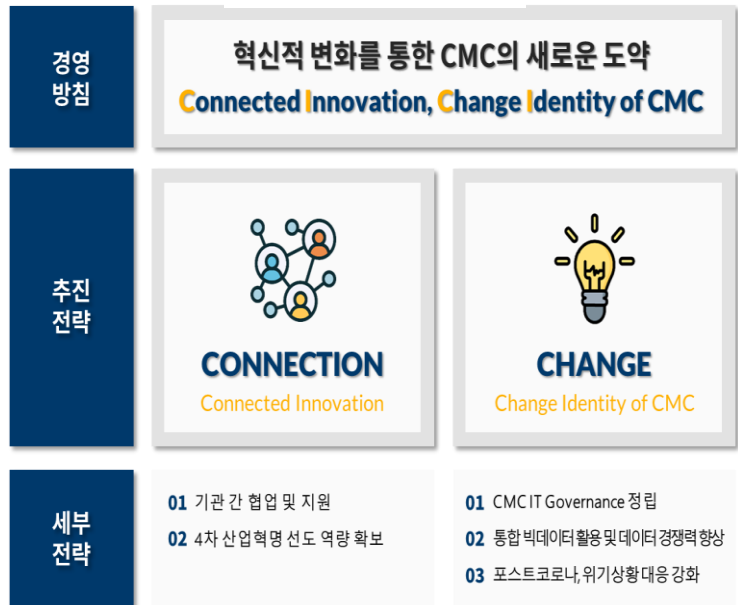 경영
방침
혁신적 변화를 통한 CMC의 새로운 도약
Connected Innovation, Change Identity of CMC
추진
전략
CONNECTION
Connected Innovation
CHANGE
Change Identity of CMC
세부
전략
01 기관 간 협업 및 지원
02 4차 산업혁명 선도 역량 확보
01 CMC IT Governance 정립
02 통합 빅데이터 활용 및 데이터 경쟁력 향상
03 포스트코로나, 위기상황 대응 강화